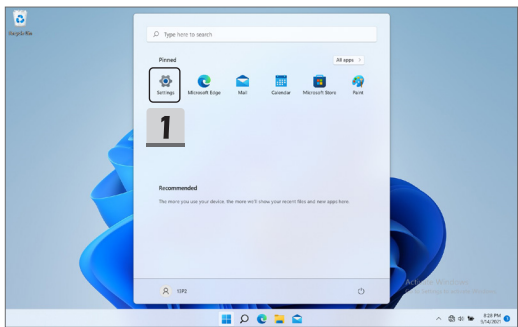 Recycle Bin
Type here to search
Pinned
All apps >
Settings
Microsoft Edge
Mail
Calendar
Microsoft Store
Paint
1
Recommended
The more you use your device, the more we'll show your recent files and new apps here.
Activate Windows
8:28 PM
5/14/2021